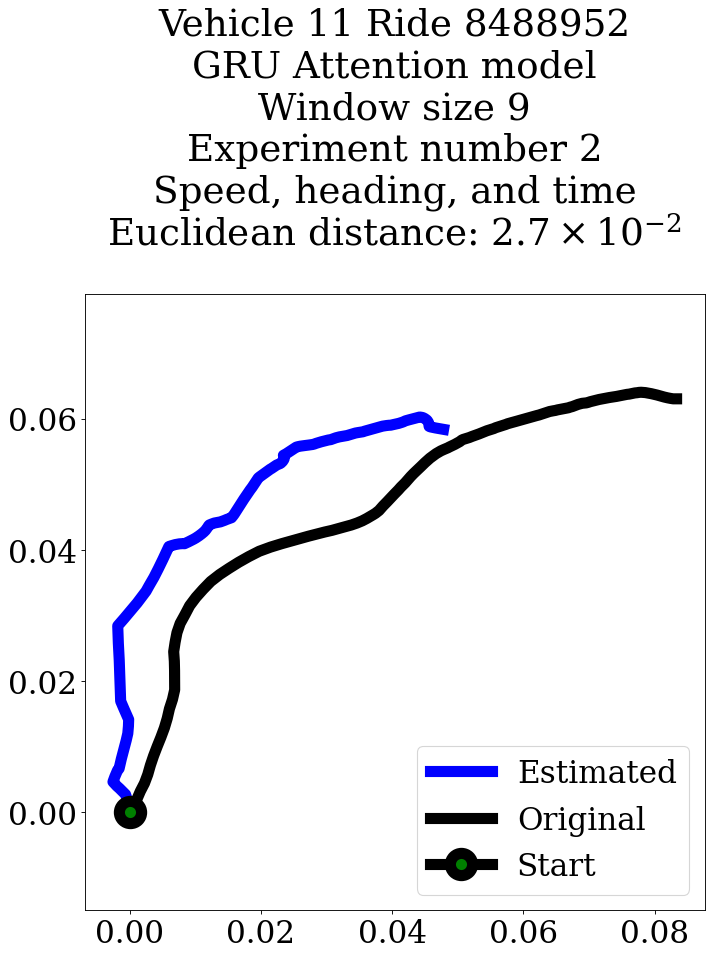 Vehicle 11 Ride 8488952
GRU Attention model
Window size 9
Experiment number 2
Speed, heading, and time
Euclidean distance: 2.7 × 10⁻²
0.06
0.04
0.02
0.00
Estimated
Original
Start
0.00 0.02 0.04 0.06 0.08